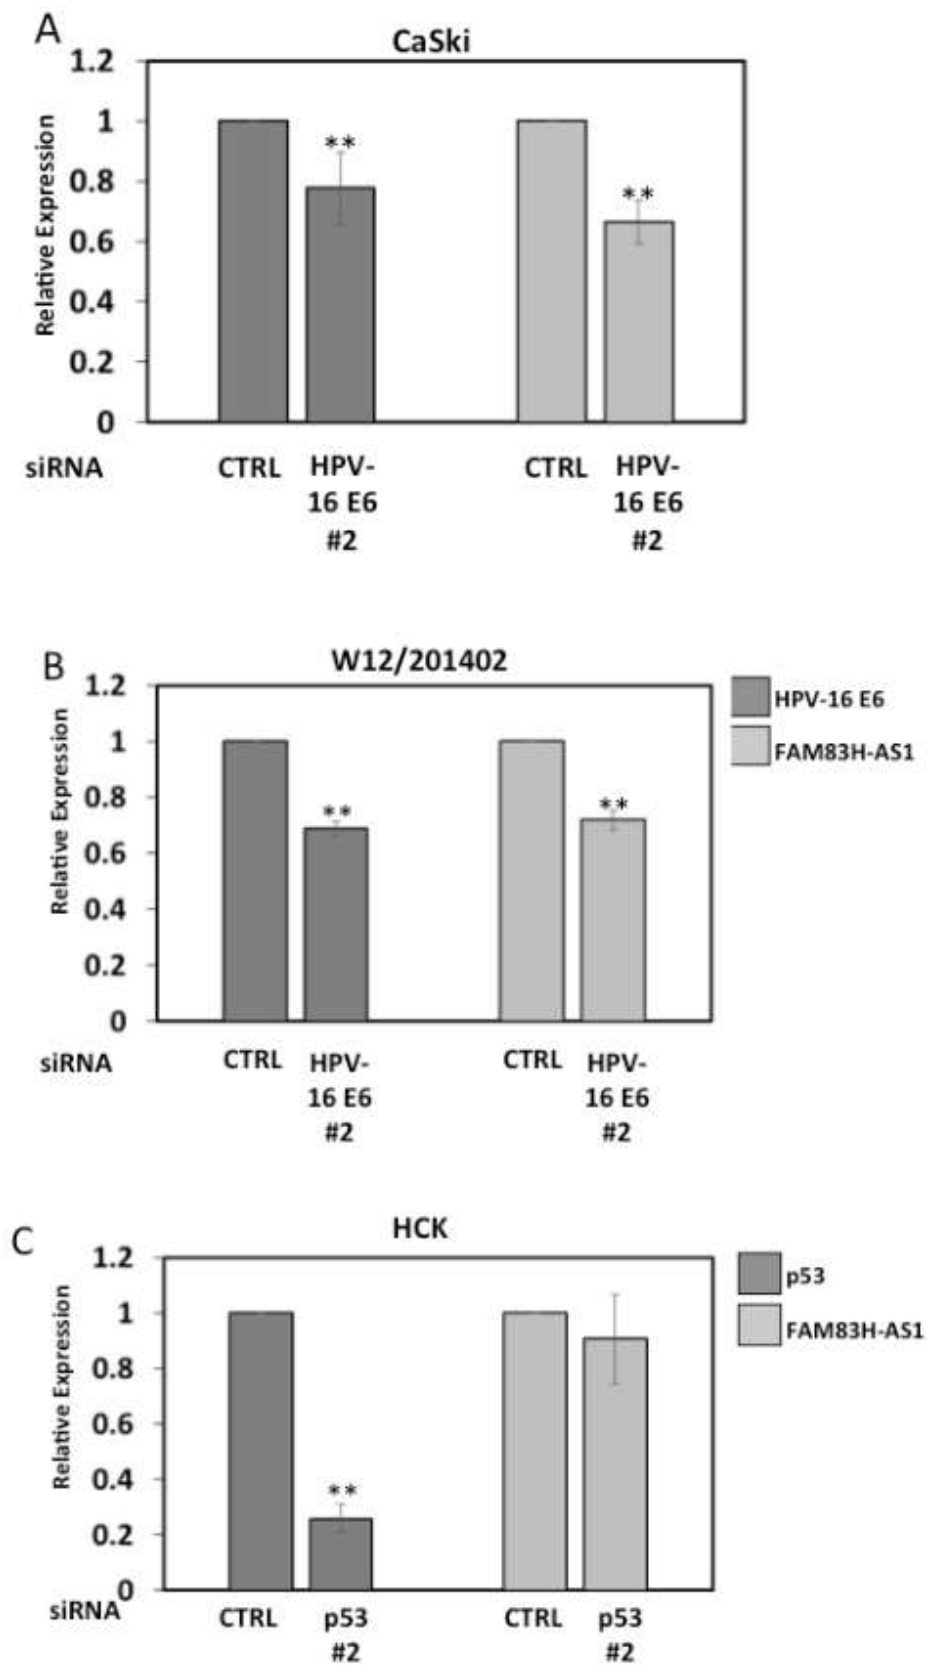 A
CaSki
1.2
1
0.8
0.6
0.4
0.2
0
Relative Expression
**
**
siRNA
CTRL
HPV-
16 E6
#2
CTRL
HPV-
16 E6
#2
B
W12/201402
1.2
1
0.8
0.6
0.4
0.2
0
Relative Expression
**
**
HPV-16 E6
FAM83H-AS1
siRNA
CTRL
HPV-
16 E6
#2
CTRL
HPV-
16 E6
#2
C
HCK
1.2
1
0.8
0.6
0.4
0.2
0
Relative Expression
**
p53
FAM83H-AS1
siRNA
CTRL
p53
#2
CTRL
p53
#2